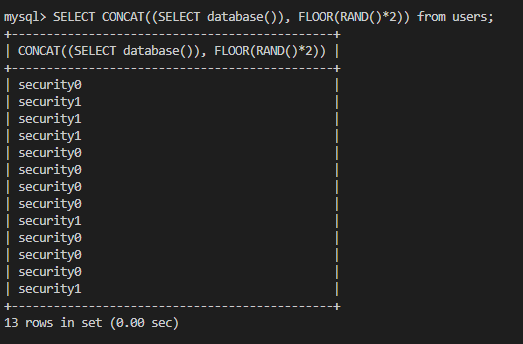 mysql> SELECT CONCAT((SELECT database()), FLOOR(RAND()*2)) from users;
+-------------------------------------------+
| CONCAT((SELECT database()), FLOOR(RAND()*2)) |
+-------------------------------------------+
| security0 |
| security1 |
| security1 |
| security1 |
| security0 |
| security0 |
| security0 |
| security0 |
| security1 |
| security0 |
| security0 |
| security0 |
| security1 |
+-------------------------------------------+
13 rows in set (0.00 sec)